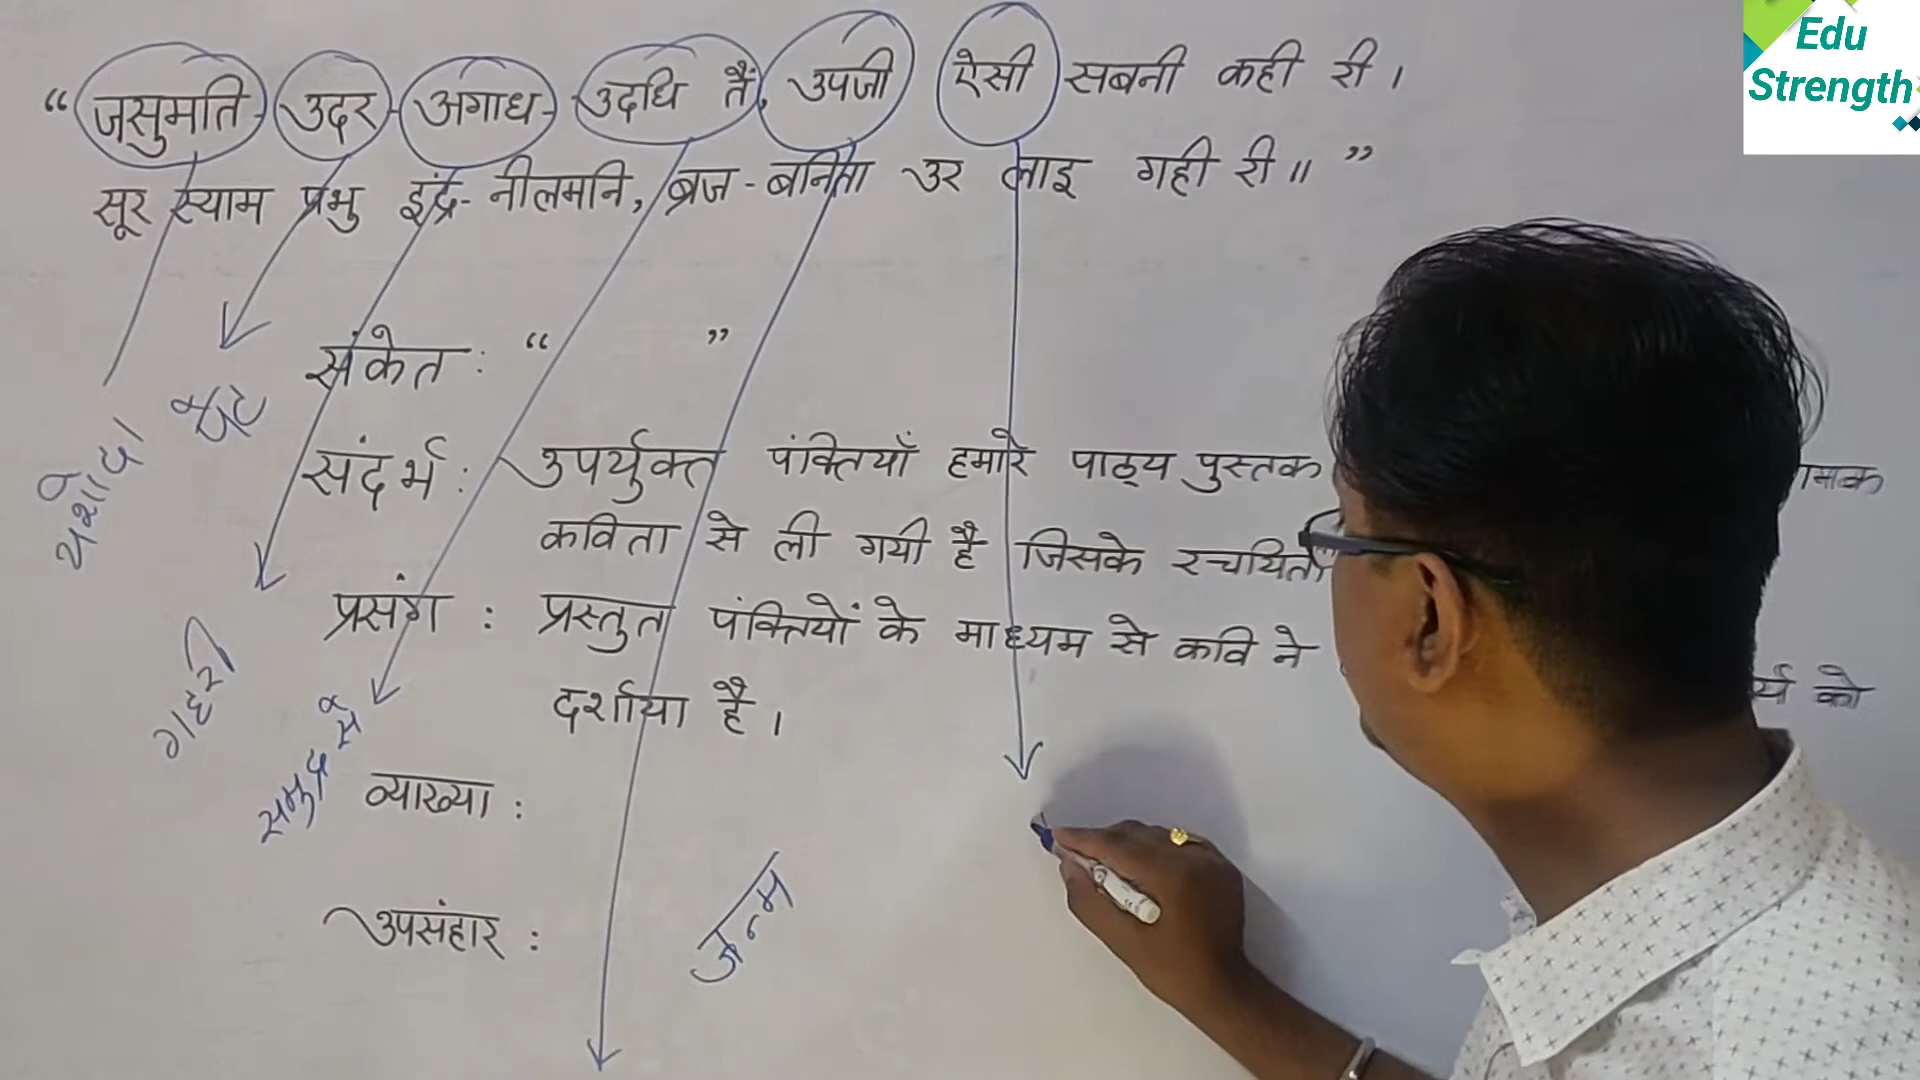 “ जसुमति - उदर - अगाध - उदधि तैं, उपजी ऐसी सबनी कही री ।
सूर स्याम प्रभु इंद्र - नीलमनि, ब्रज - बनिता उर लाइ गही री ॥ ”
संकेत : “ ”
संदर्भ : उपर्युक्त पंक्तियाँ हमारे पाठ्य पुस्तक
कविता से ली गयी है जिसके रचयिता
प्रसंग : प्रस्तुत पंक्तियों के माध्यम से कवि ने को
दर्शाया है ।
व्याख्या :
उपसंहार :
यशोदा
गहरी
समुद्र से
जन्म
Edu
Strength